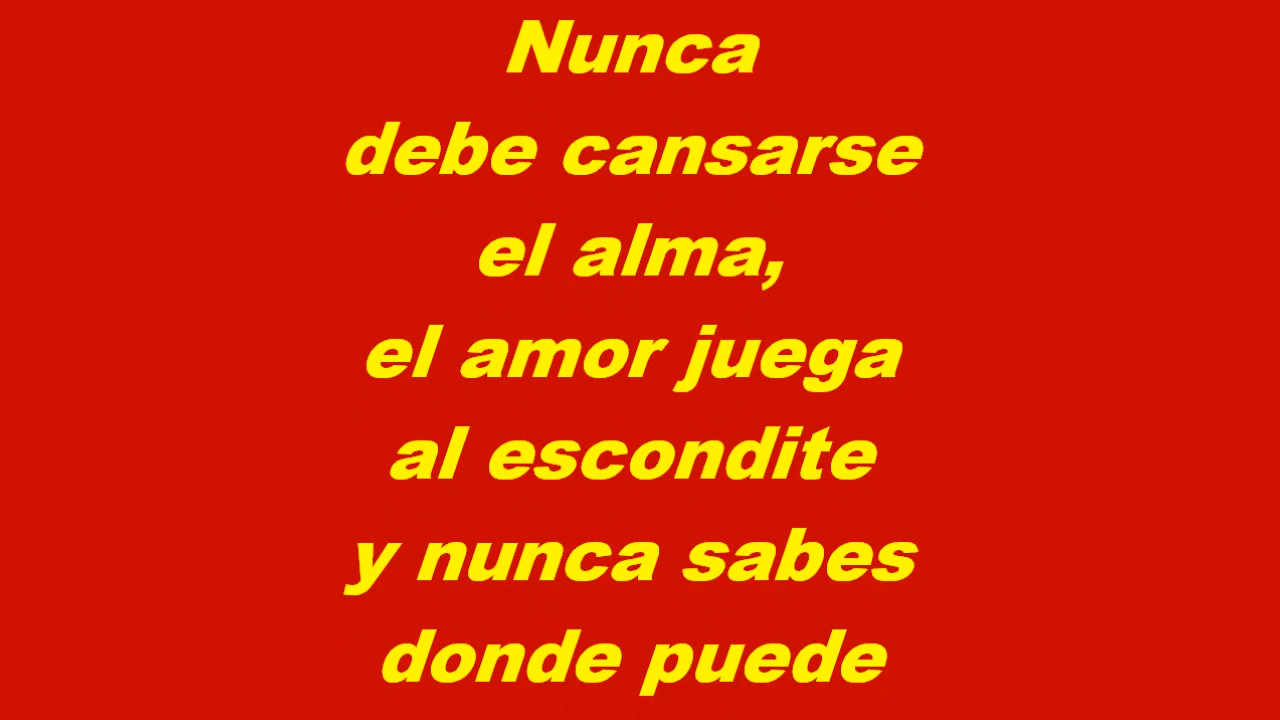 Nunca
debe cansarse
el alma,
el amor juega
al escondite
y nunca sabes
donde puede